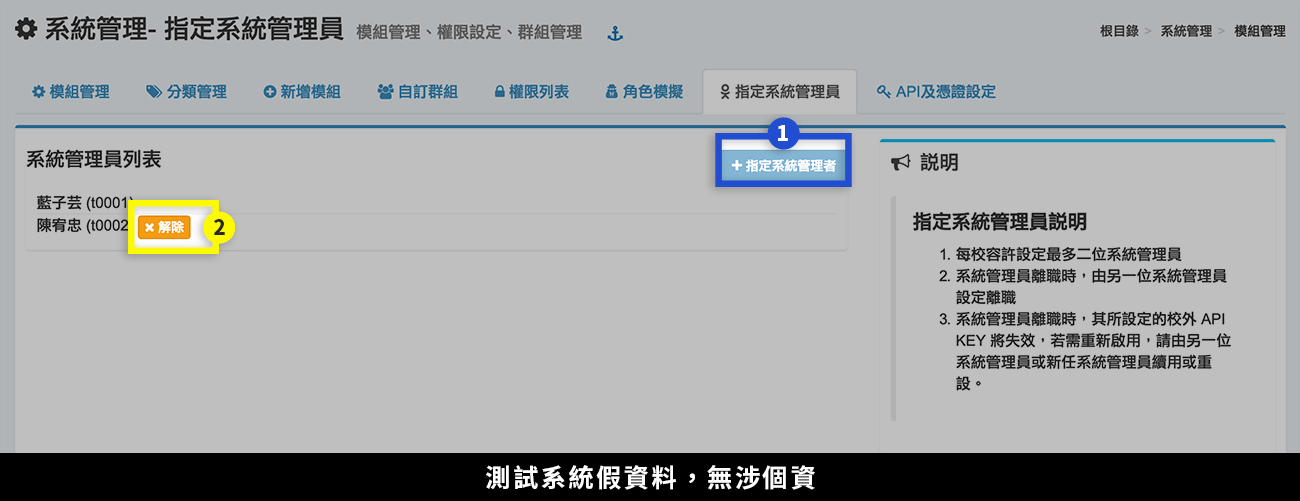 系統管理- 指定系統管理員 模組管理、權限設定、群組管理
根目錄 > 系統管理 > 模組管理
模組管理 分類管理 新增模組 自訂群組 權限列表 角色模擬 指定系統管理員 API及憑證設定
1
系統管理員列表
+ 指定系統管理者
藍子芸 (t0001)
陳宥忠 (t0002
× 解除
2
說明
指定系統管理員說明
1. 每校容許設定最多二位系統管理員
2. 系統管理員離職時，由另一位系統管理員
設定離職
3. 系統管理員離職時，其所設定的校外 API
KEY 將失效，若需重新啟用，請由另一位
系統管理員或新任系統管理員續用或重
設。
測試系統假資料，無涉個資